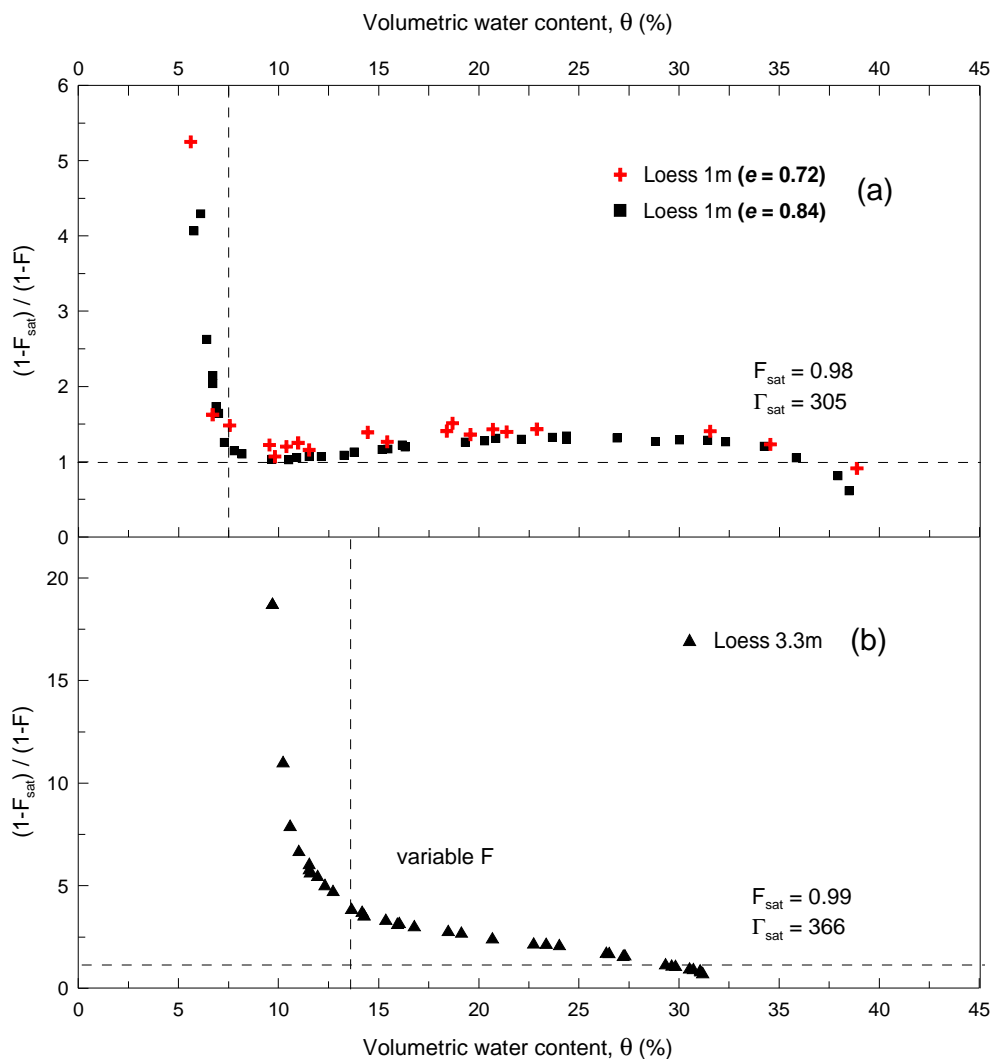 Volumetric water content, θ (%)
0 5 10 15 20 25 30 35 40 45
6
5
4
3
2
1
0
(1-Fsat) / (1-F)
Loess 1m (e = 0.72)
Loess 1m (e = 0.84)
(a)
Fsat = 0.98
Γsat = 305
20
15
10
5
0
(1-Fsat) / (1-F)
Loess 3.3m
(b)
variable F
Fsat = 0.99
Γsat = 366
0 5 10 15 20 25 30 35 40 45
Volumetric water content, θ (%)